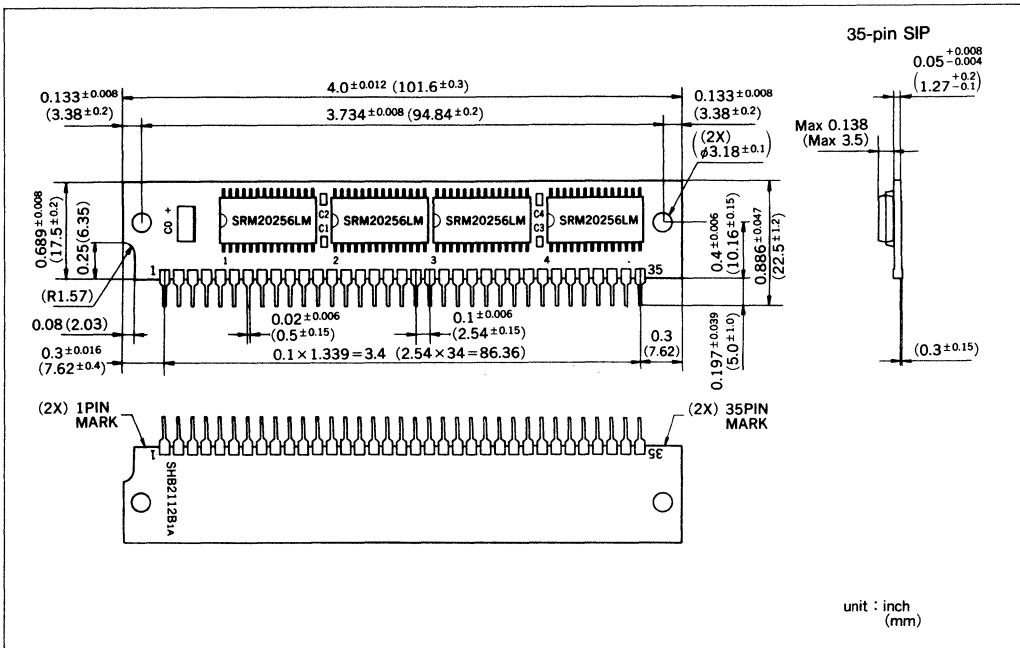 35-pin SIP
0.05 +0.008 -0.004
(1.27 +0.2 -0.1)
4.0±0.012 (101.6±0.3)
0.133±0.008
(3.38±0.2)
3.734±0.008 (94.84±0.2)
0.133±0.008
(3.38±0.2)
(2X)
φ3.18±0.1
Max 0.138
(Max 3.5)
0.689±0.008
(17.5±0.2)
0.25(6.35)
C0 +
SRM20256LM
C2
C1
SRM20256LM
SRM20256LM
C4
C3
SRM20256LM
1
2
3
4
0.4±0.006
(10.16±0.15)
0.886±0.047
(22.5±1.2)
1
35
(R1.57)
0.08 (2.03)
0.02±0.006
(0.5±0.15)
0.1±0.006
(2.54±0.15)
0.197±0.039
(5.0±1.0)
0.3
(7.62)
(0.3±0.15)
0.3±0.016
(7.62±0.4)
0.1×1.339=3.4 (2.54×34=86.36)
(2X) 1PIN
MARK
(2X) 35PIN
MARK
1
35
SHB2112B1A
unit : inch
(mm)